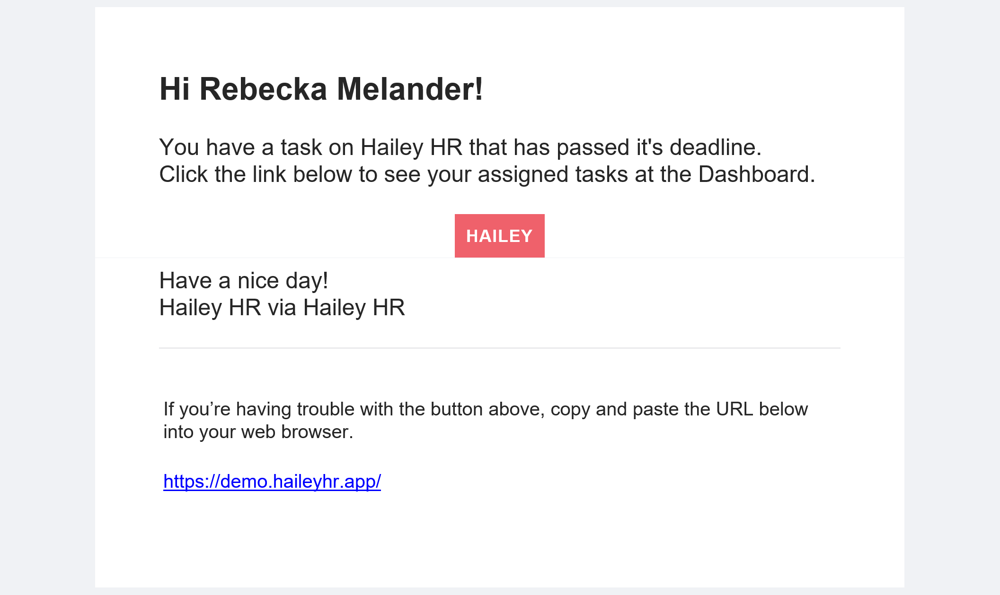 Hi Rebecka Melander!
You have a task on Hailey HR that has passed it's deadline.
Click the link below to see your assigned tasks at the Dashboard.
HAILEY
Have a nice day!
Hailey HR via Hailey HR
If you’re having trouble with the button above, copy and paste the URL below
into your web browser.
https://demo.haileyhr.app/